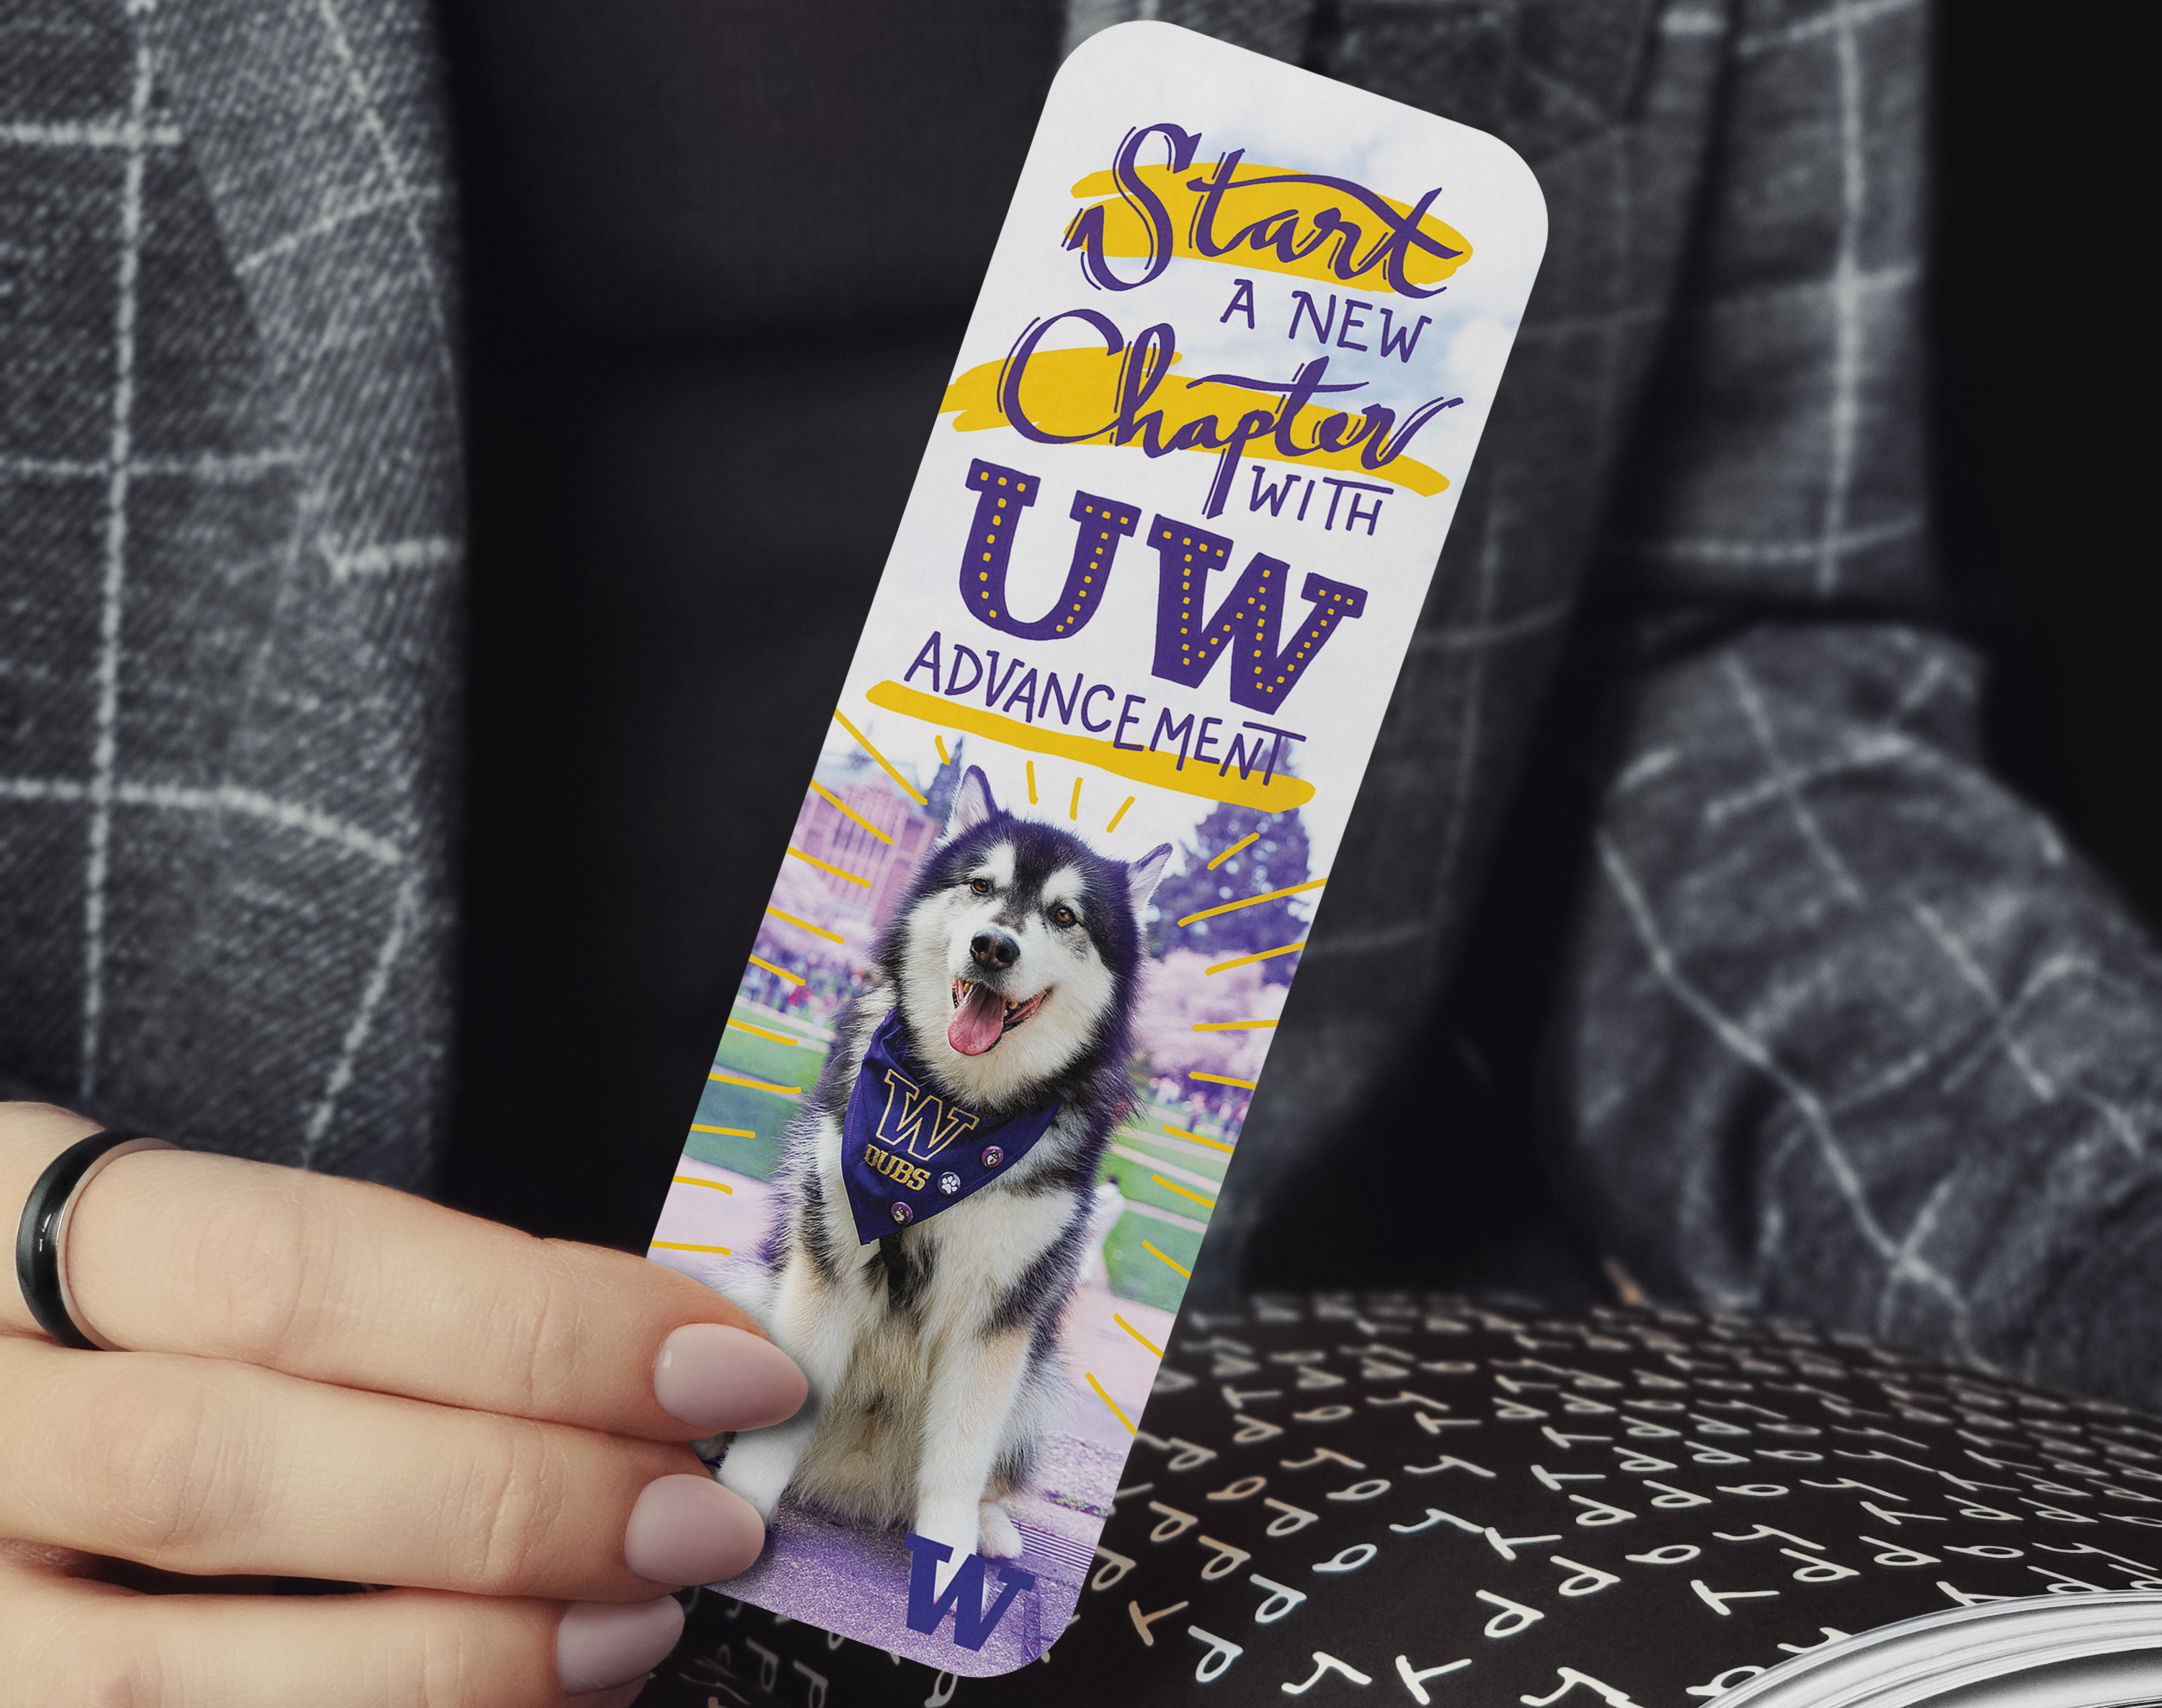 Start
A NEW
Chapter
WITH
UW
ADVANCEMENT
W
DUBS
W